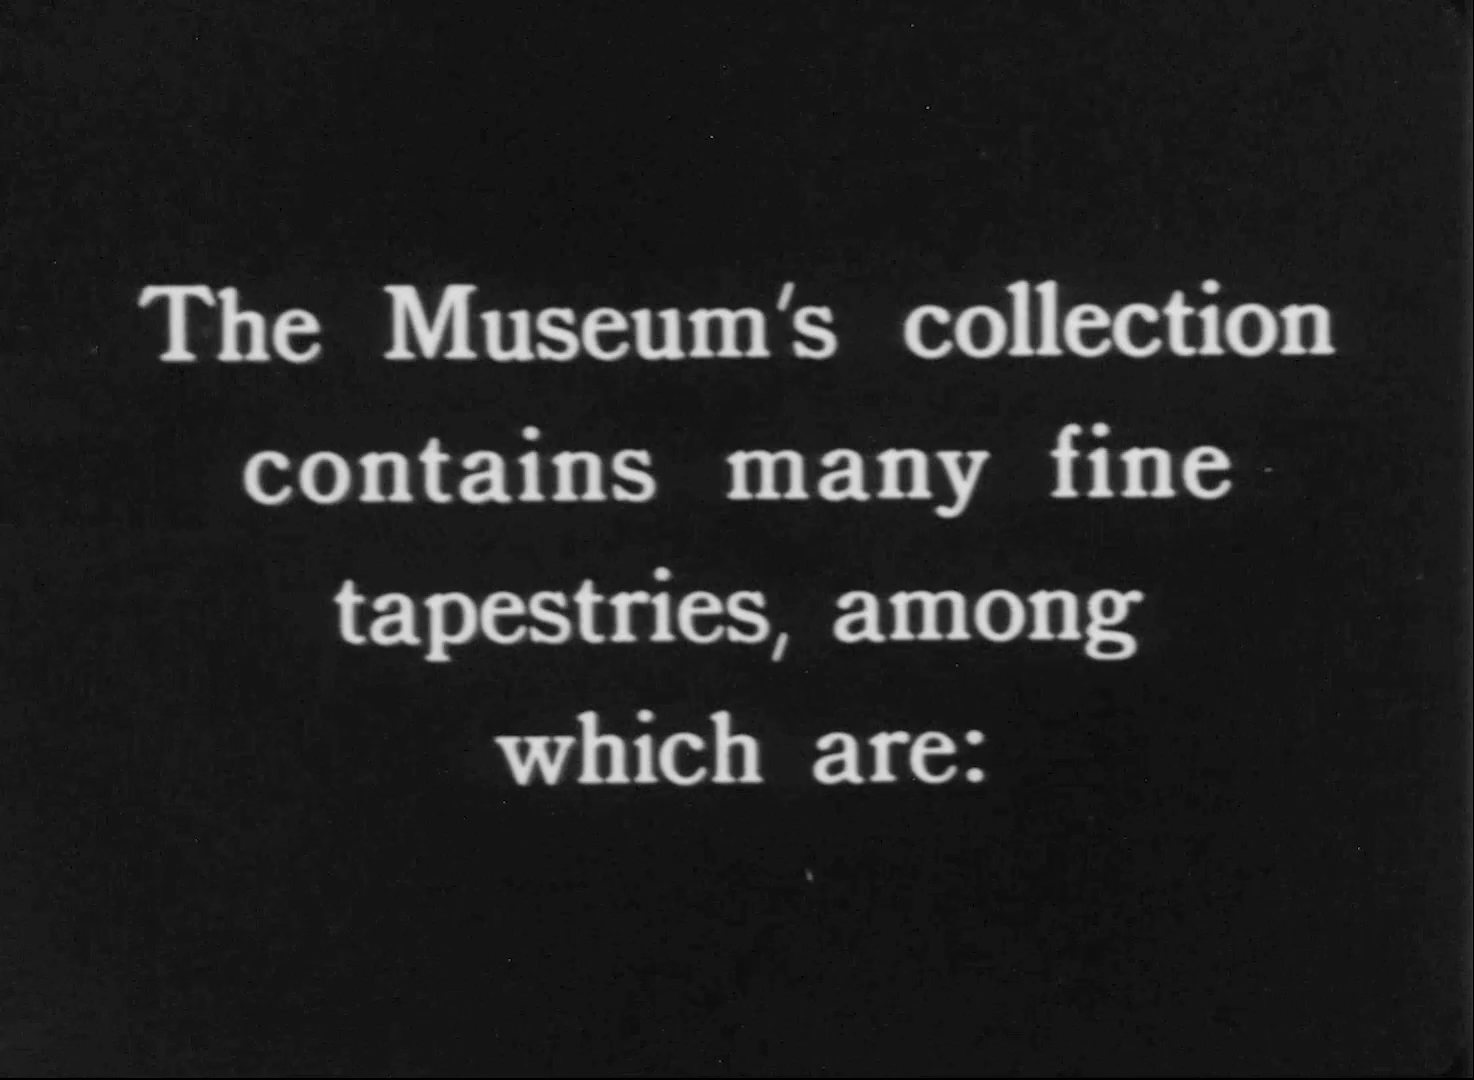 The Museum's collection
contains many fine
tapestries, among
which are: